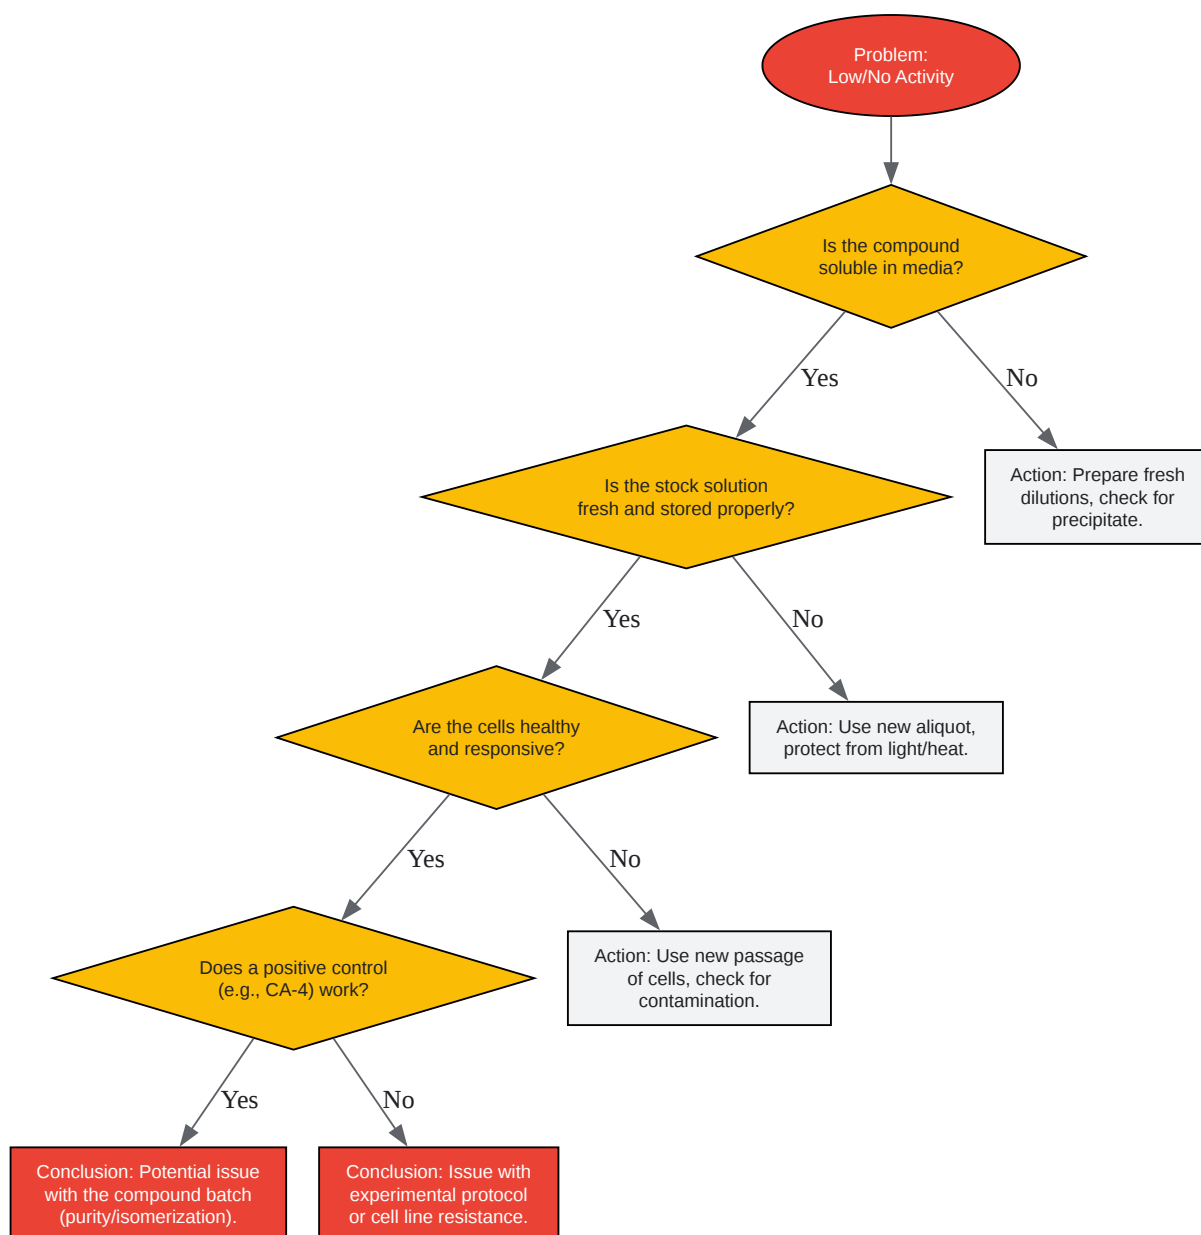 Problem:
Low/No Activity
Is the compound
soluble in media?
Yes
No
Is the stock solution
fresh and stored properly?
Action: Prepare fresh
dilutions, check for
precipitate.
Yes
No
Are the cells healthy
and responsive?
Action: Use new aliquot,
protect from light/heat.
Yes
No
Does a positive control
(e.g., CA-4) work?
Action: Use new passage
of cells, check for
contamination.
Yes
No
Conclusion: Potential issue
with the compound batch
(purity/isomerization).
Conclusion: Issue with
experimental protocol
or cell line resistance.